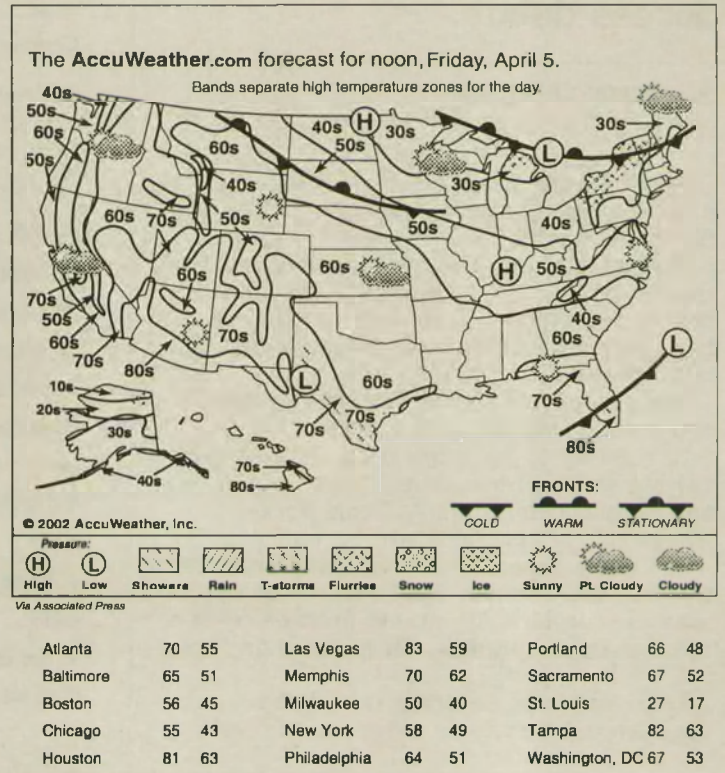 The AccuWeather.com forecast for noon, Friday, April 5.
Bands separate high temperature zones for the day
40s
50s
60s
50s
60s
40s
50s
40s
50s
30s
30s
30s
60s
70s
50s
50s
40s
60s
60s
50s
70s
50s
60s
70s
80s
70s
40s
60s
60s
70s
70s
70s
80s
H
H
L
L
L
10s
20s
30s
40s
70s
80s
FRONTS:
© 2002 AccuWeather, Inc.
COLD WARM STATIONARY
Pressure:
H L
High Low Showers Rain T-storms Flurries Snow Ice Sunny Pt. Cloudy Cloudy
Via Associated Press
Atlanta 70 55 Las Vegas 83 59 Portland 66 48
Baltimore 65 51 Memphis 70 62 Sacramento 67 52
Boston 56 45 Milwaukee 50 40 St. Louis 27 17
Chicago 55 43 New York 58 49 Tampa 82 63
Houston 81 63 Philadelphia 64 51 Washington, DC 67 53